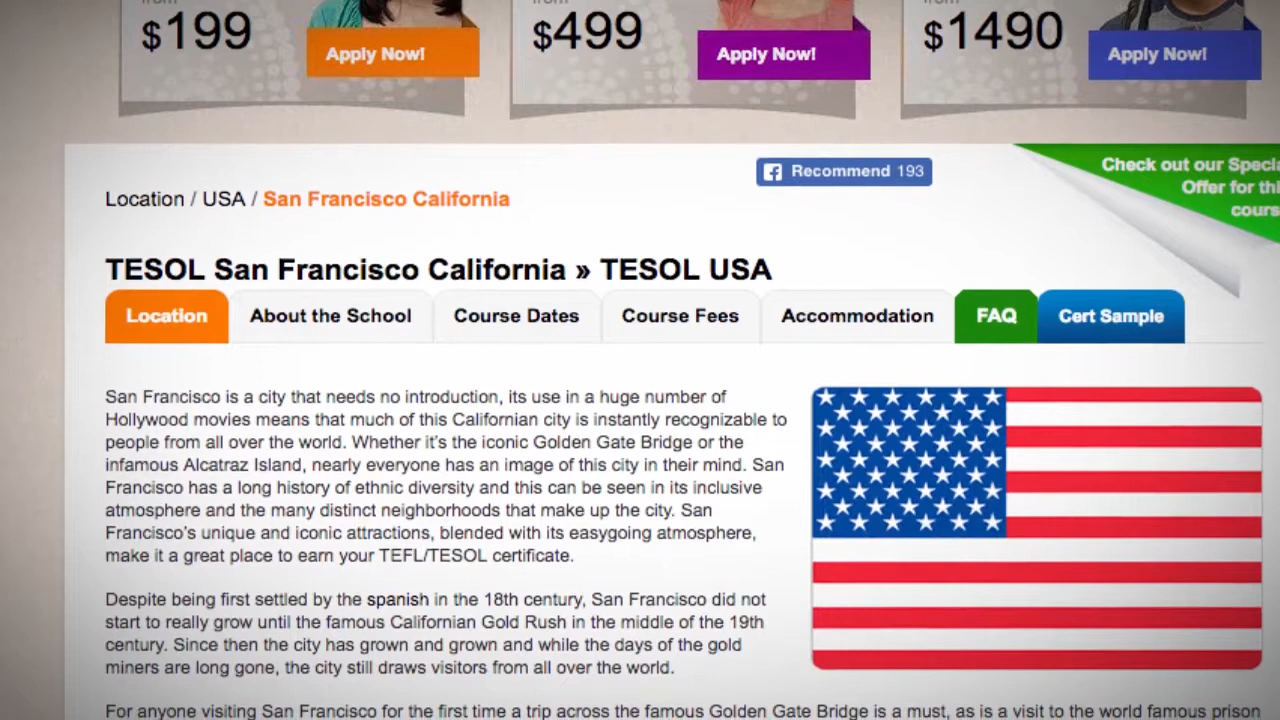 $199
$499
$1490
Apply Now!
Apply Now!
Apply Now!
Recommend 193
Check out our
Offer for
Location / USA / San Francisco California
TESOL San Francisco California » TESOL USA
Location
About the School
Course Dates
Course Fees
Accommodation
FAQ
Cert Sample
San Francisco is a city that needs no introduction, its use in a huge number of
Hollywood movies means that much of this Californian city is instantly recognizable to
people from all over the world. Whether it's the iconic Golden Gate Bridge or the
infamous Alcatraz Island, nearly everyone has an image of this city in their mind. San
Francisco has a long history of ethnic diversity and this can be seen in its inclusive
atmosphere and the many distinct neighborhoods that make up the city. San
Francisco's unique and iconic attractions, blended with its easygoing atmosphere,
make it a great place to earn your TEFL/TESOL certificate.
Despite being first settled by the spanish in the 18th century, San Francisco did not
start to really grow until the famous Californian Gold Rush in the middle of the 19th
century. Since then the city has grown and grown and while the days of the gold
miners are long gone, the city still draws visitors from all over the world.
For anyone visiting San Francisco for the first time a trip across the famous Golden Gate Bridge is a must, as is a visit to the world famous prison